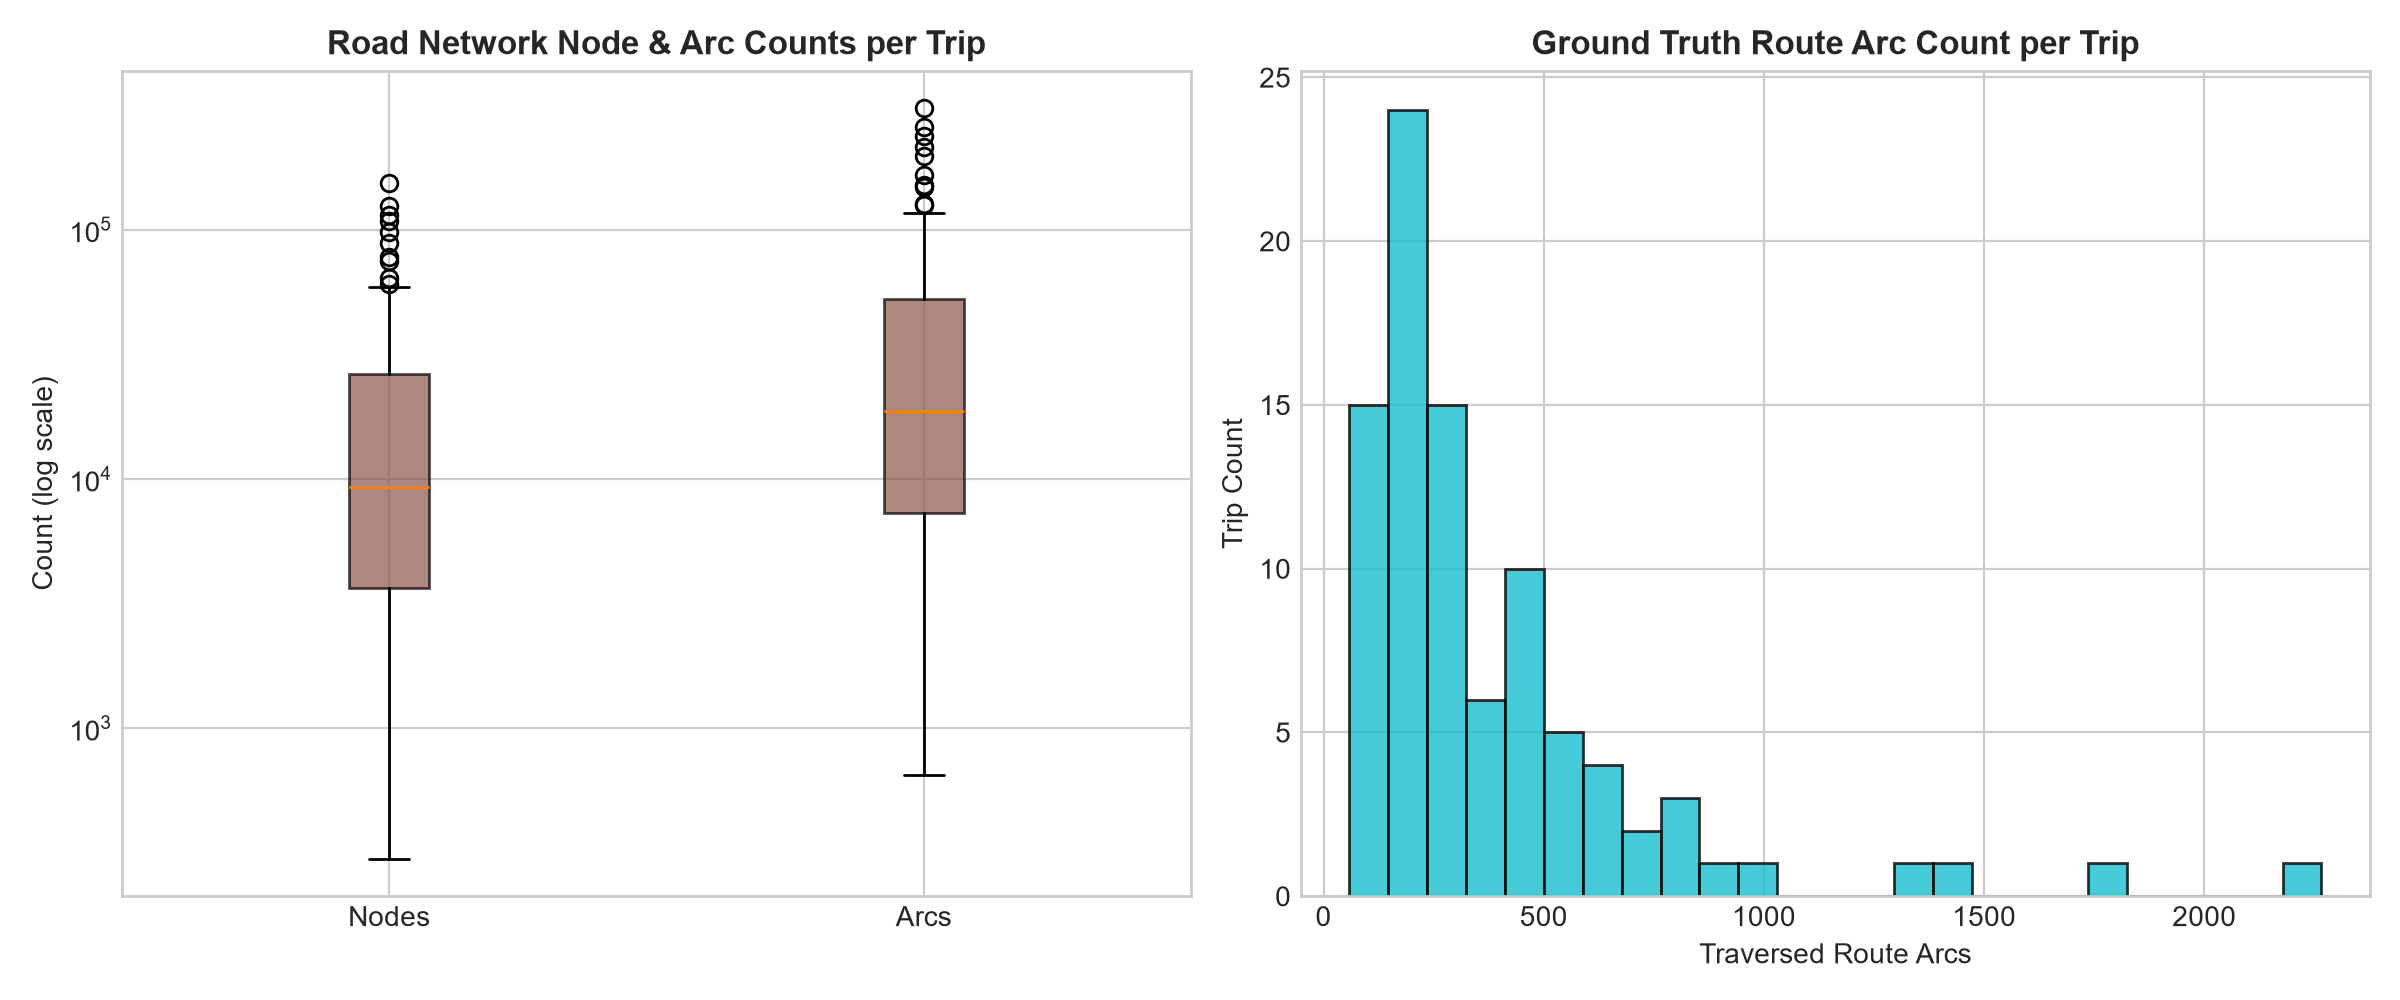 Road Network Node & Arc Counts per Trip
Count (log scale)
10^5
10^4
10^3
Nodes Arcs
Ground Truth Route Arc Count per Trip
Trip Count
25
20
15
10
5
0
0 500 1000 1500 2000
Traversed Route Arcs